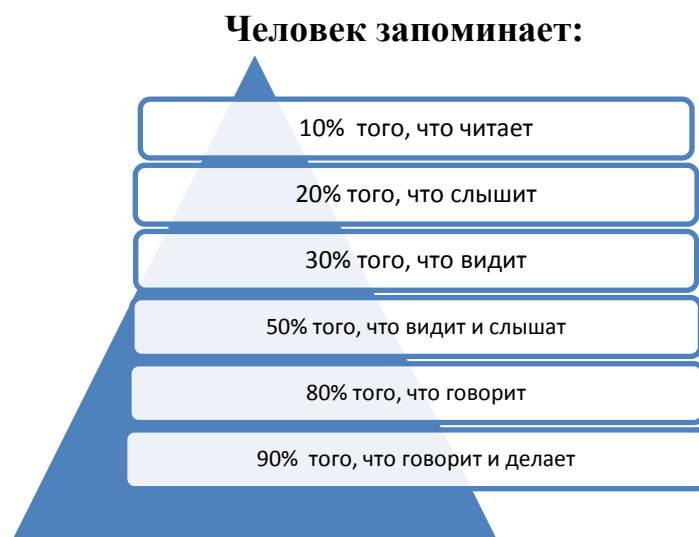 Человек запоминает:
10% того, что читает
20% того, что слышит
30% того, что видит
50% того, что видит и слышат
80% того, что говорит
90% того, что говорит и делает